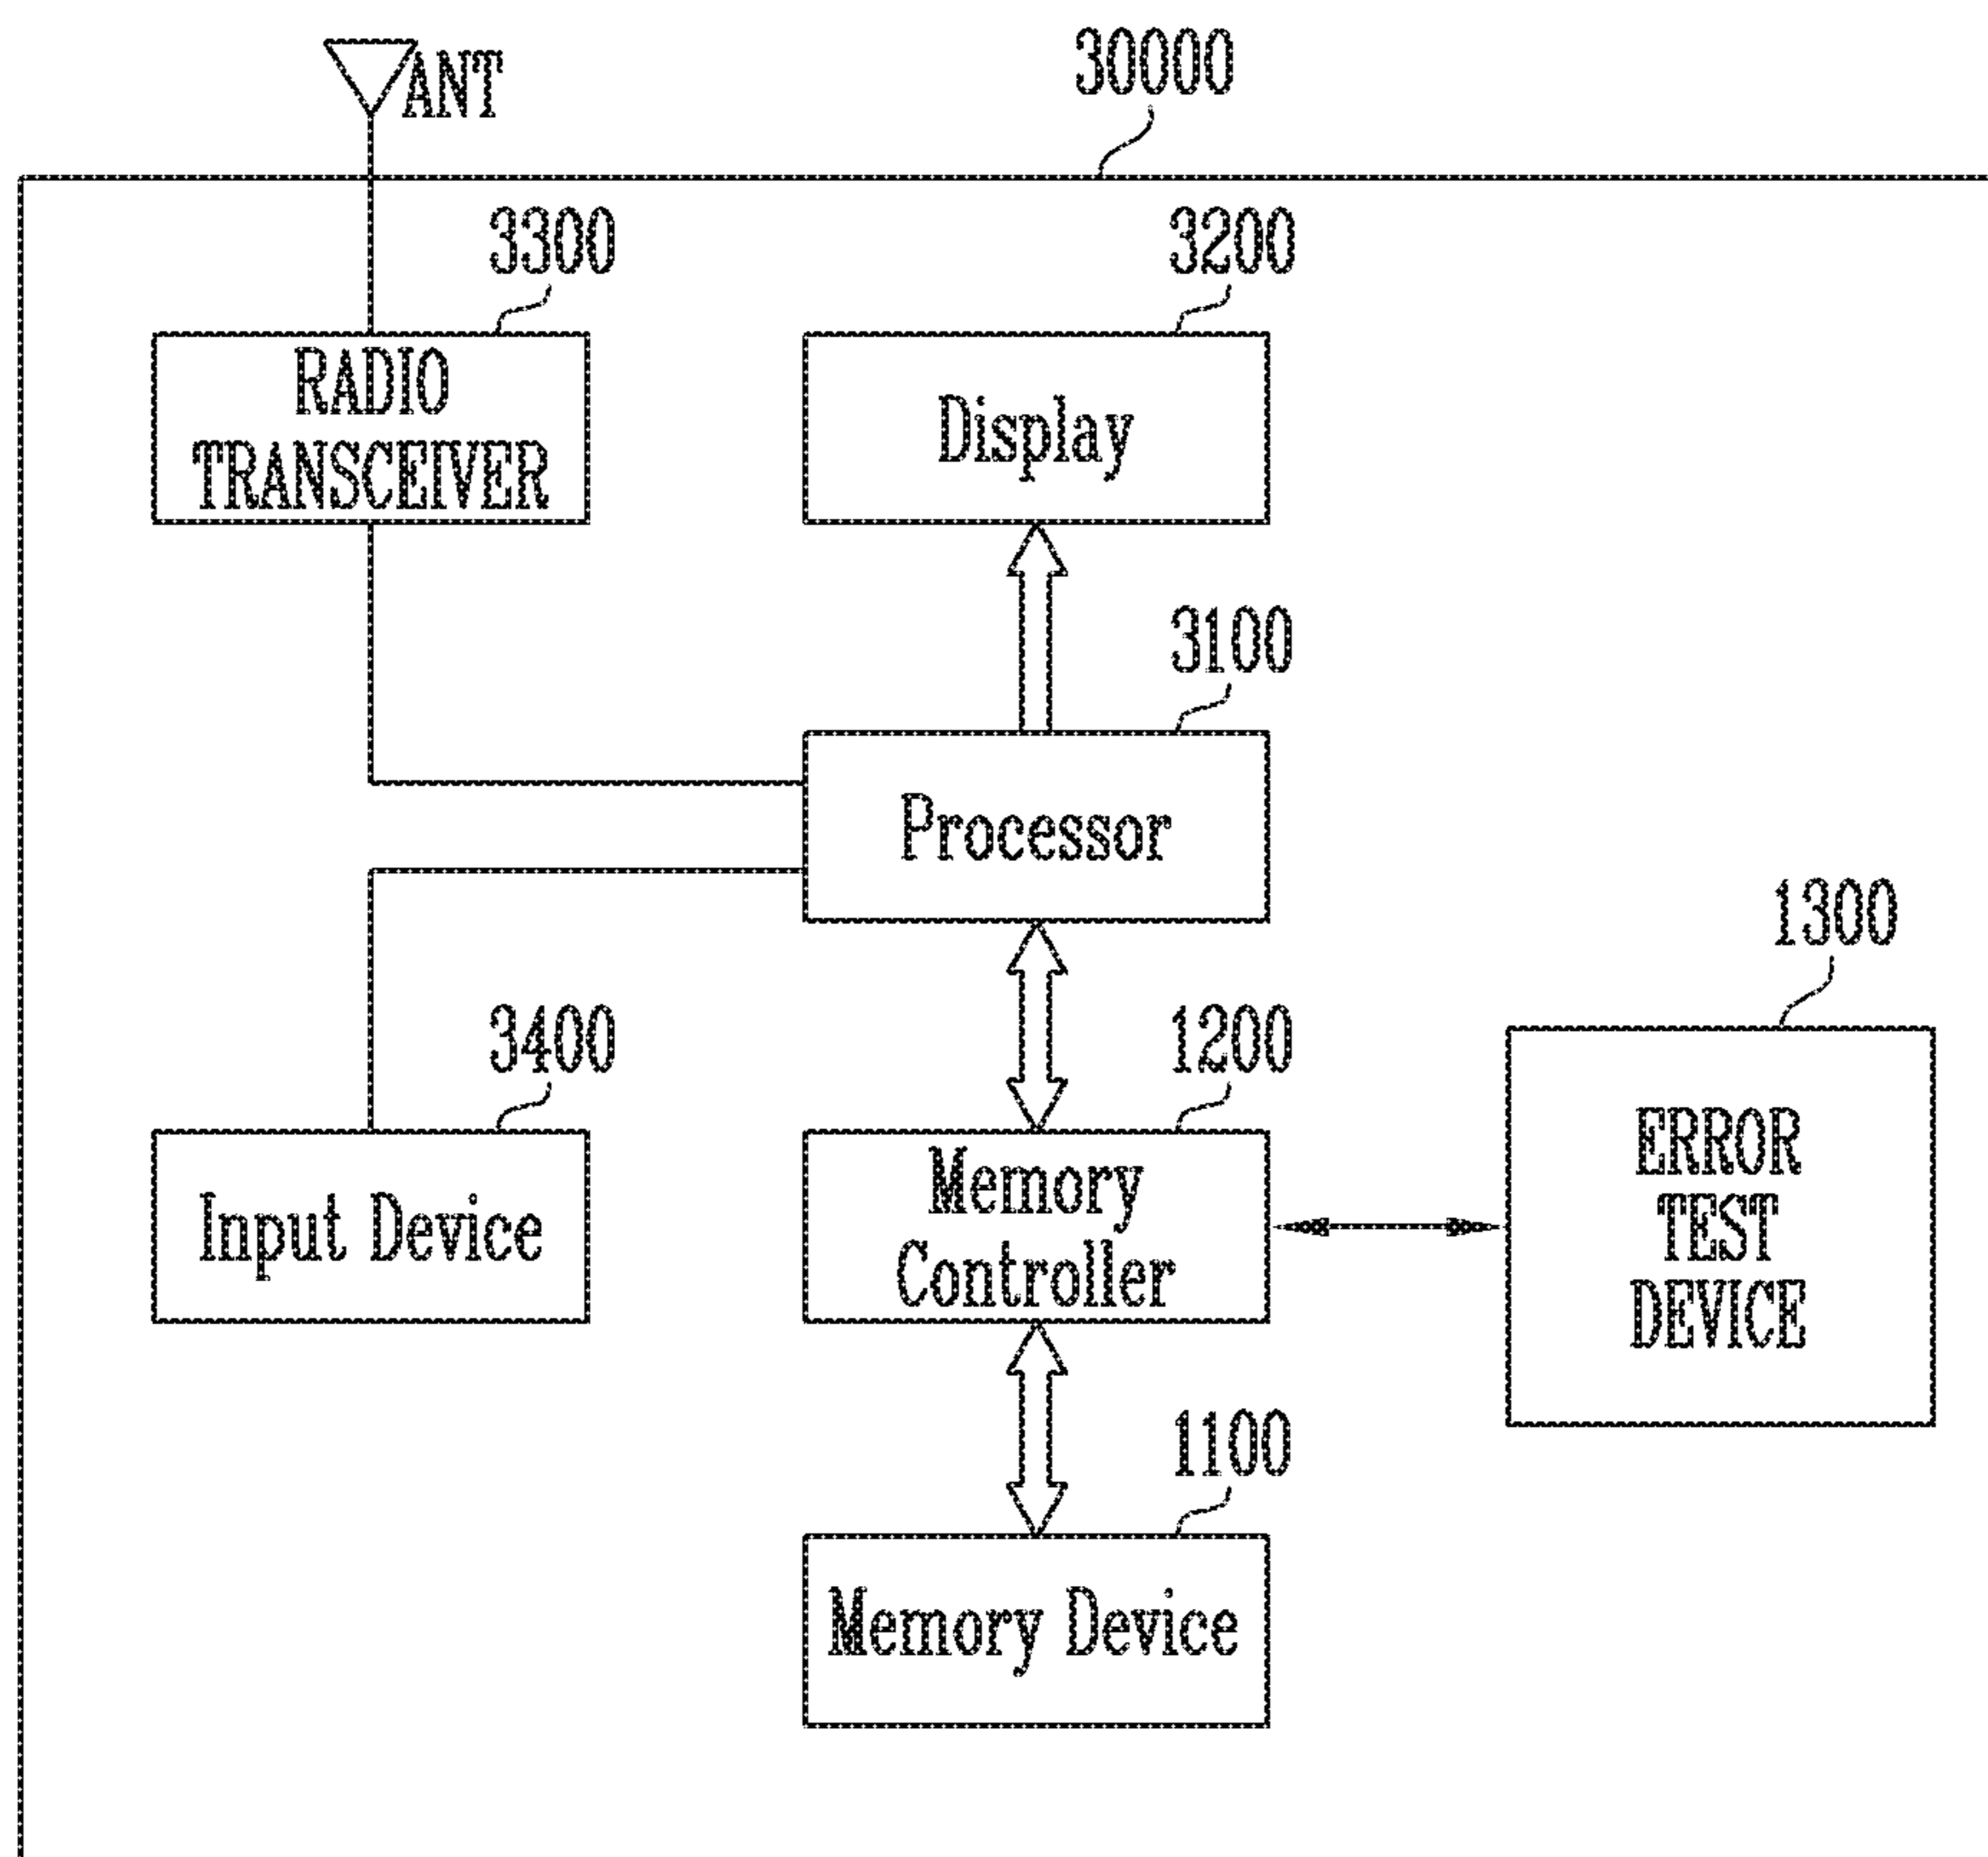 ANT
30000
3300
3200
RADIO
TRANSCEIVER
Display
3100
Processor
1300
3400
1200
Input Device
Memory
Controller
ERROR
TEST
DEVICE
1100
Memory Device